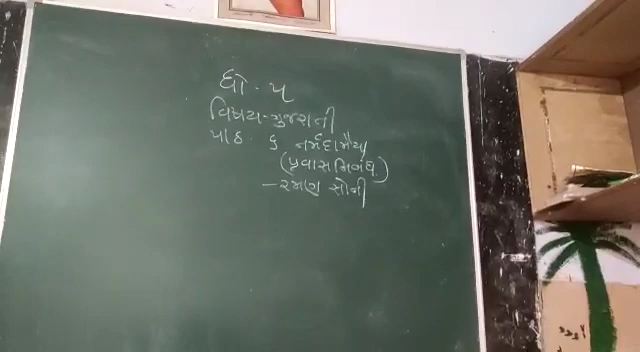 ધો - ૫
વિષય - ગુજરાતી
પાઠ - ૬ નર્મદામૈયા
(પ્રવાસનિબંધ)
- રમણ સોની